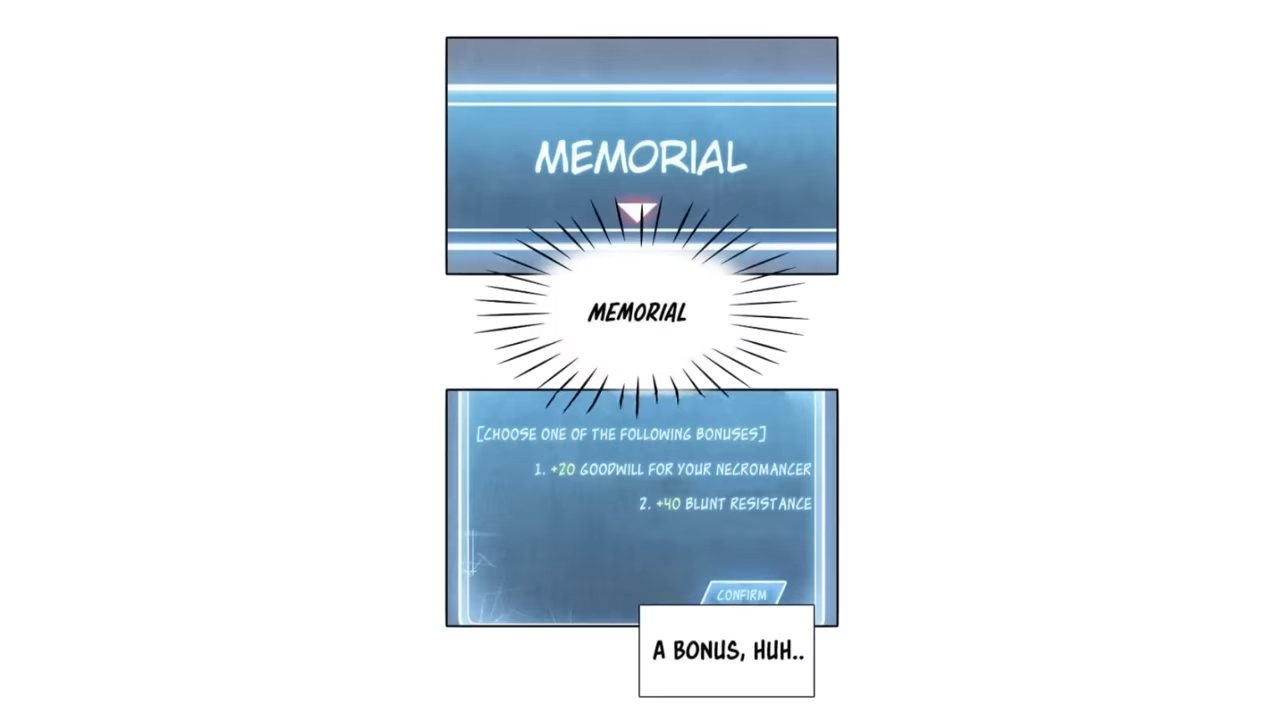 MEMORIAL
MEMORIAL
[CHOOSE ONE OF THE FOLLOWING BONUSES]
1. +20 GOODWILL FOR YOUR NECROMANCER
2. +40 BLUNT RESISTANCE
CONFIRM
A BONUS, HUH..